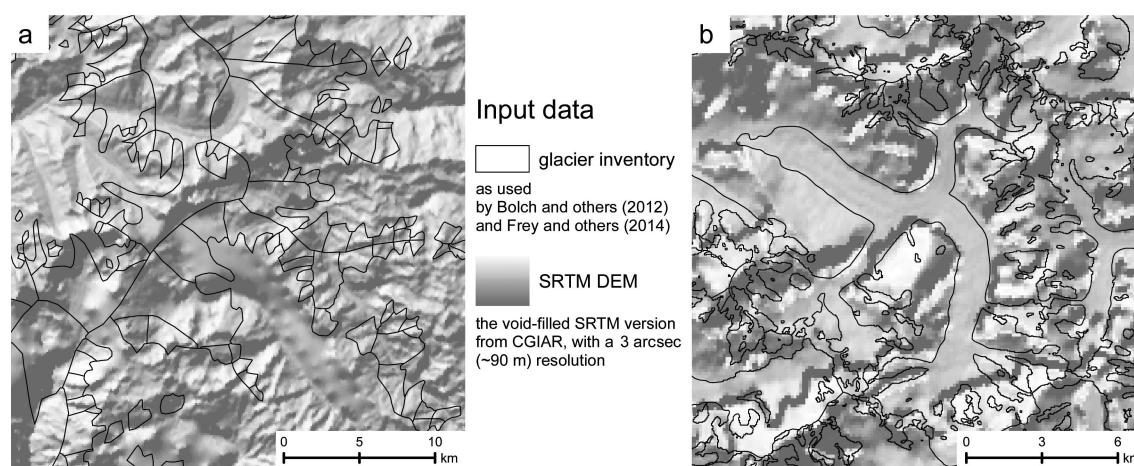 a
b
Input data
glacier inventory
as used
by Bolch and others (2012)
and Frey and others (2014)
SRTM DEM
the void-filled SRTM version
from CGIAR, with a 3 arcsec
(~90 m) resolution
0 5 10
km
0 3 6
km